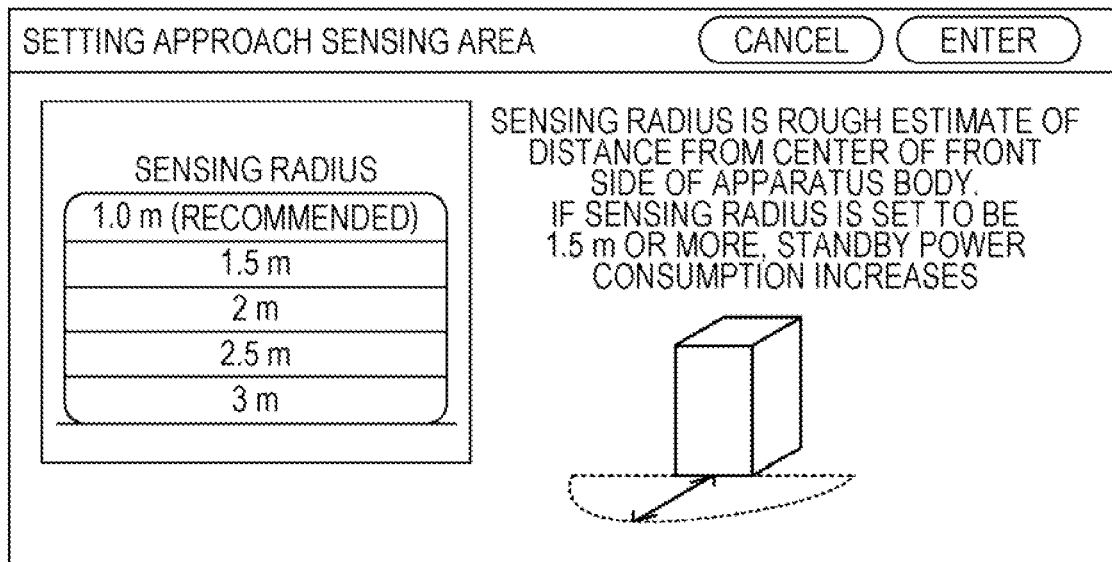 SETTING APPROACH SENSING AREA
CANCEL
ENTER
SENSING RADIUS
1.0 m (RECOMMENDED)
1.5 m
2 m
2.5 m
3 m
SENSING RADIUS IS ROUGH ESTIMATE OF
DISTANCE FROM CENTER OF FRONT
SIDE OF APPARATUS BODY.
IF SENSING RADIUS IS SET TO BE
1.5 m OR MORE, STANDBY POWER
CONSUMPTION INCREASES